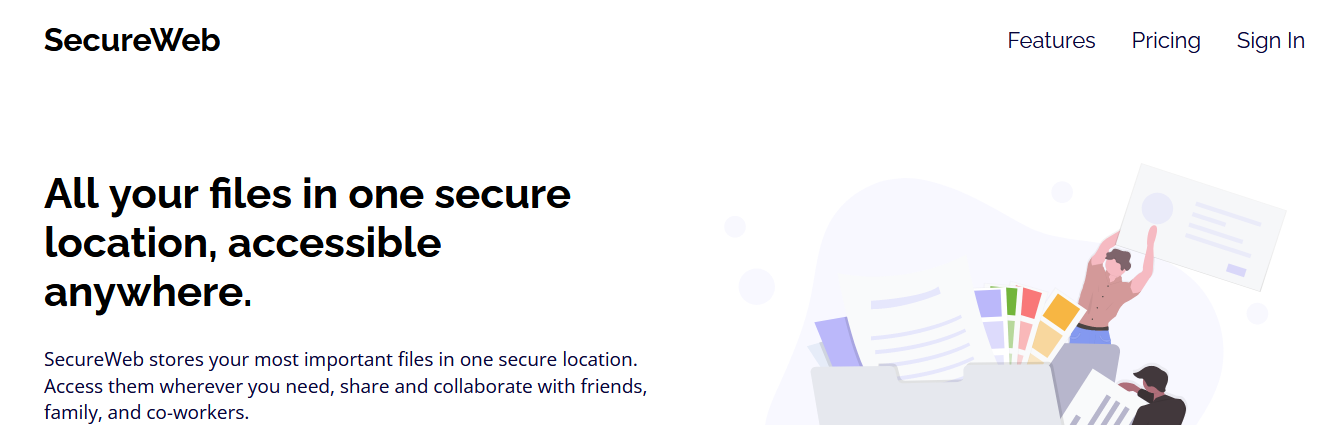 SecureWeb
Features Pricing Sign In
All your files in one secure
location, accessible
anywhere.
SecureWeb stores your most important files in one secure location.
Access them wherever you need, share and collaborate with friends,
family, and co-workers.